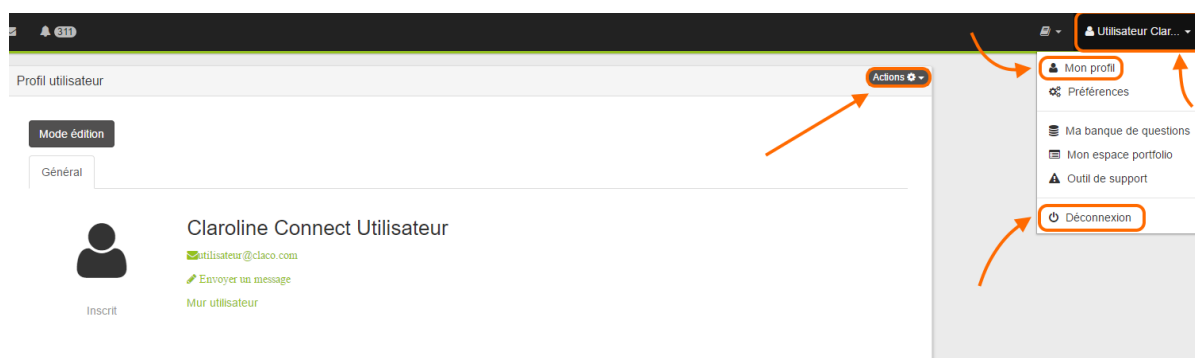 311
Utilisateur Clar...
Profil utilisateur
Actions
Mon profil
Préférences
Ma banque de questions
Mon espace portfolio
Outil de support
Déconnexion
Mode édition
Général
Claroline Connect Utilisateur
utilisateur@claco.com
Envoyer un message
Mur utilisateur
Inscrit